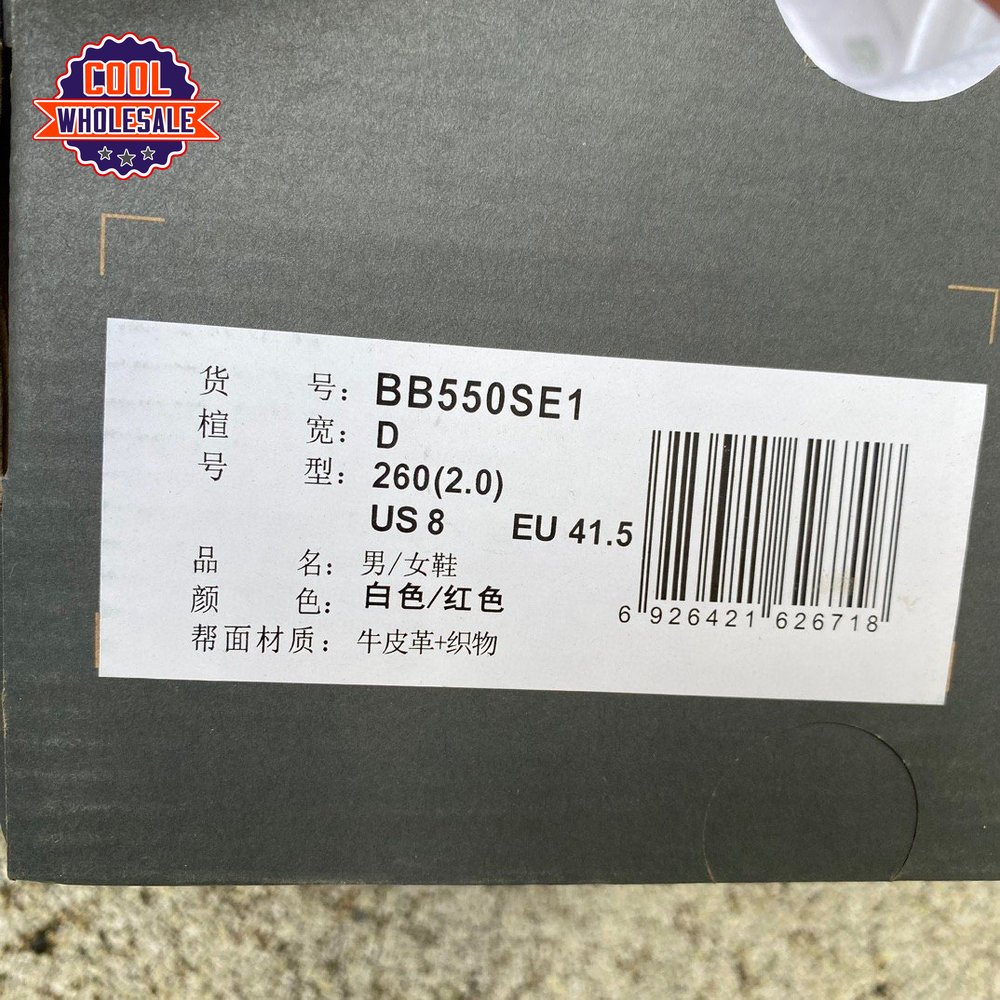 COOL
WHOLESALE
货 号: BB550SE1
楦 宽: D
号 型: 260(2.0)
US 8 EU 41.5
品 名: 男/女鞋
颜 色: 白色/红色
帮面材质: 牛皮革+织物
6 926421 626718